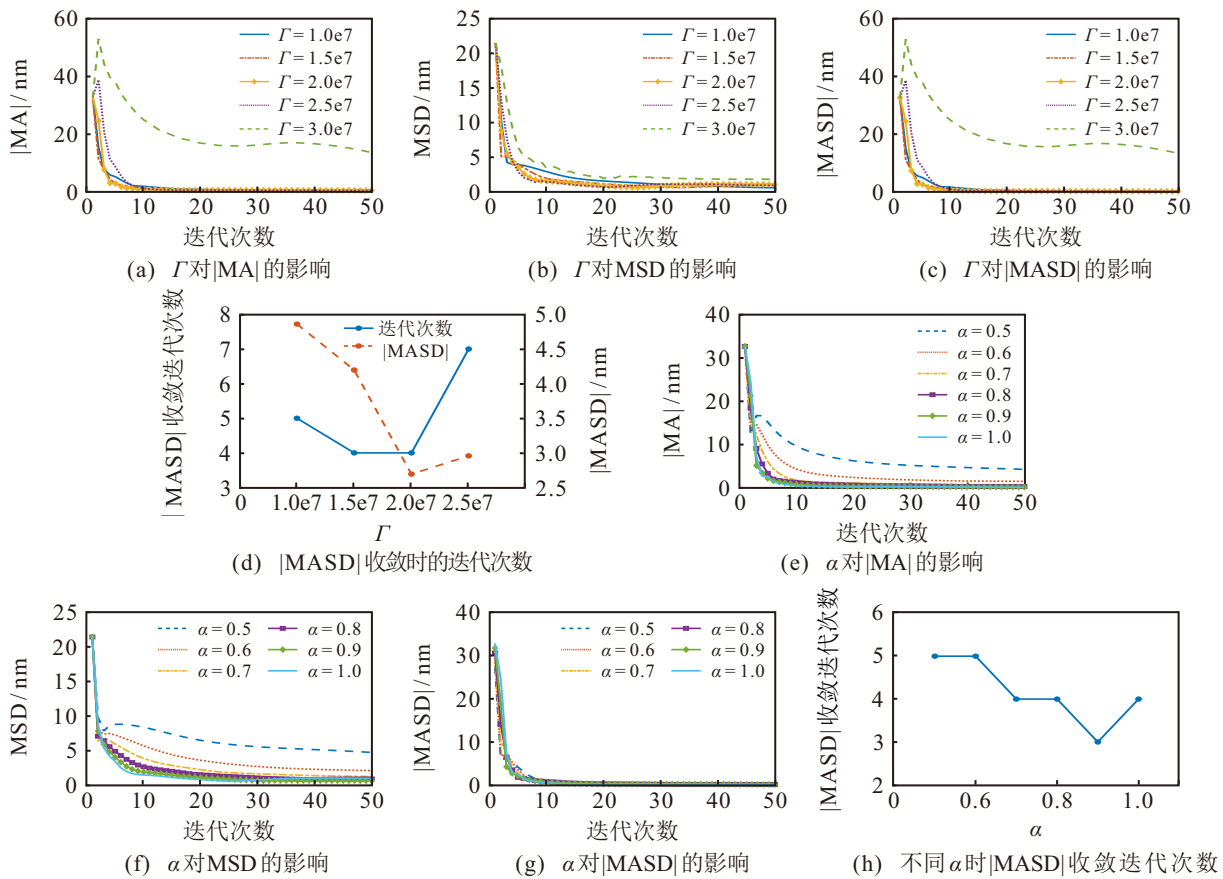 60
40
20
0
|MA|/nm
Γ=1.0e7
Γ=1.5e7
Γ=2.0e7
Γ=2.5e7
Γ=3.0e7
0 10 20 30 40 50
迭代次数
(a) Γ对|MA|的影响
25
20
15
10
5
0
MSD/nm
Γ=1.0e7
Γ=1.5e7
Γ=2.0e7
Γ=2.5e7
Γ=3.0e7
0 10 20 30 40 50
迭代次数
(b) Γ对MSD的影响
60
40
20
0
|MASD|/nm
Γ=1.0e7
Γ=1.5e7
Γ=2.0e7
Γ=2.5e7
Γ=3.0e7
0 10 20 30 40 50
迭代次数
(c) Γ对|MASD|的影响
8
7
6
5
4
3
|MASD|收敛迭代次数
迭代次数
|MASD|
5.0
4.5
4.0
3.5
3.0
2.5
|MASD|/nm
0 1.0e7 1.5e7 2.0e7 2.5e7
Γ
(d) |MASD|收敛时的迭代次数
40
30
20
10
0
|MA|/nm
α=0.5
α=0.6
α=0.7
α=0.8
α=0.9
α=1.0
0 10 20 30 40 50
迭代次数
(e) α对|MA|的影响
25
20
15
10
5
0
MSD/nm
α=0.5 α=0.8
α=0.6 α=0.9
α=0.7 α=1.0
0 10 20 30 40 50
迭代次数
(f) α对MSD的影响
40
30
20
10
0
|MASD|/nm
α=0.5 α=0.8
α=0.6 α=0.9
α=0.7 α=1.0
0 10 20 30 40 50
迭代次数
(g) α对|MASD|的影响
6
5
4
3
2
|MASD|收敛迭代次数
0 0.6 0.8 1.0
α
(h) 不同α时|MASD|收敛迭代次数